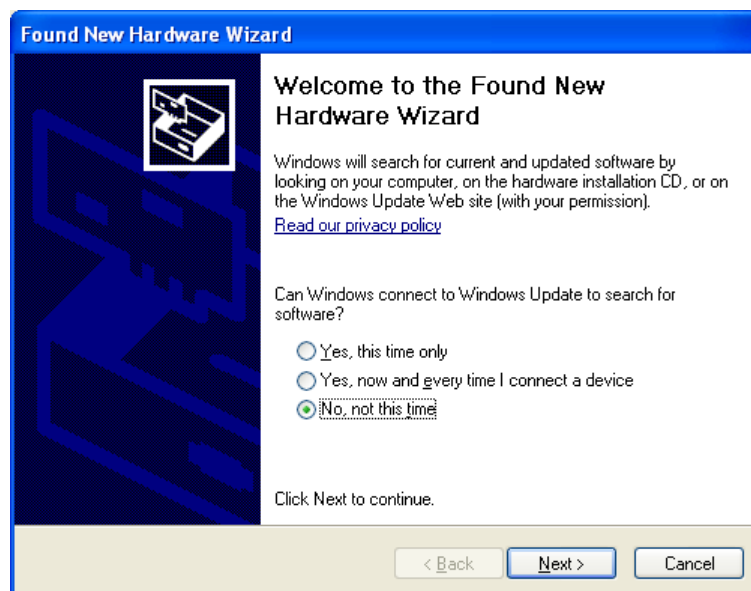 Found New Hardware Wizard
Welcome to the Found New
Hardware Wizard
Windows will search for current and updated software by
looking on your computer, on the hardware installation CD, or on
the Windows Update Web site (with your permission).
Read our privacy policy
Can Windows connect to Windows Update to search for
software?
Yes, this time only
Yes, now and every time I connect a device
No, not this time
Click Next to continue.
< Back Next > Cancel